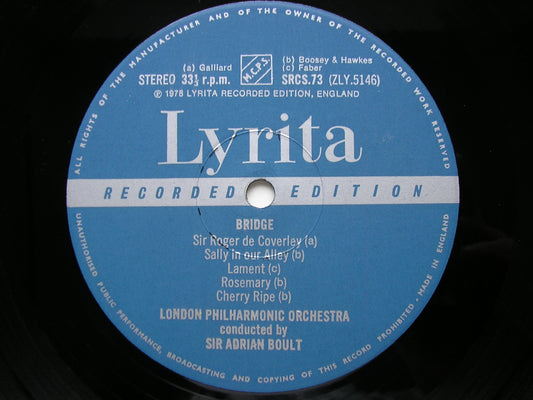 ALL RIGHTS OF THE MANUFACTURER AND OF THE OWNER OF THE RECORDED WORK RESERVED
(a) Galliard
(b) Boosey & Hawkes
(c) Faber
STEREO 33⅓ r.p.m.
M.C.P.S.
SRCS.73 (ZLY.5146)
℗ 1978 LYRITA RECORDED EDITION, ENGLAND
Lyrita
RECORDED EDITION
BRIDGE
Sir Roger de Coverley (a)
Sally in our Alley (b)
Lament (c)
Rosemary (b)
Cherry Ripe (b)
LONDON PHILHARMONIC ORCHESTRA
conducted by
SIR ADRIAN BOULT
UNAUTHORISED PUBLIC PERFORMANCE, BROADCASTING AND COPYING OF THIS RECORD PROHIBITED - MADE IN ENGLAND